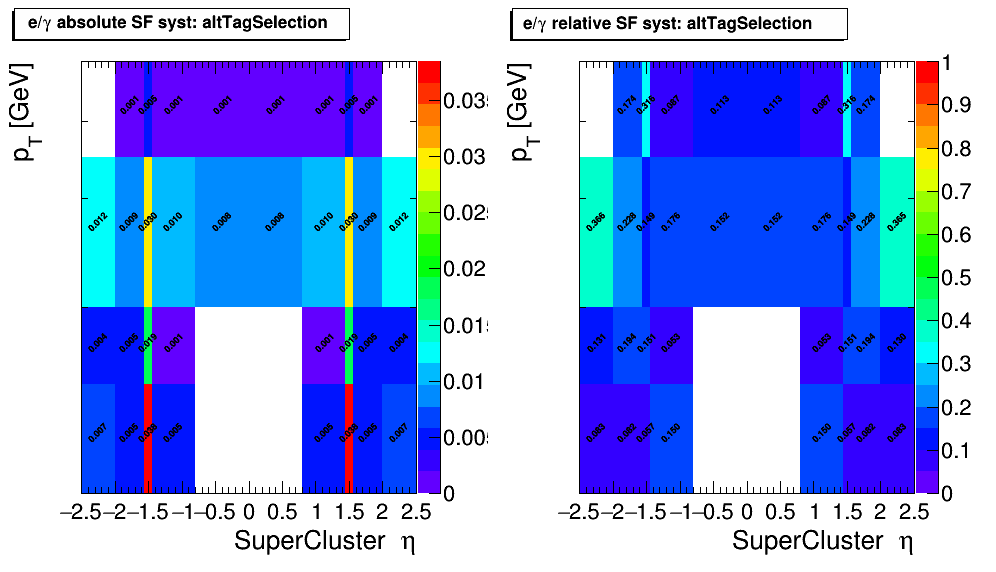 e/γ absolute SF syst: altTagSelection
p_T [GeV]
0.001 0.005 0.001 0.001 0.001 0.001 0.005 0.001
0.012 0.009 0.030 0.010 0.008 0.008 0.010 0.030 0.009 0.012
0.004 0.005 0.019 0.001 0.001 0.019 0.005 0.004
0.007 0.005 0.038 0.005 0.005 0.038 0.005 0.007
0.035
0.03
0.025
0.02
0.015
0.01
0.005
0
−2.5 −2 −1.5 −1 −0.5 0 0.5 1 1.5 2 2.5
SuperCluster η
e/γ relative SF syst: altTagSelection
p_T [GeV]
0.174 0.316 0.087 0.113 0.113 0.087 0.316 0.174
0.366 0.228 0.149 0.176 0.152 0.152 0.176 0.149 0.228 0.365
0.131 0.194 0.151 0.053 0.053 0.151 0.194 0.130
0.083 0.082 0.067 0.150 0.150 0.067 0.082 0.083
1
0.9
0.8
0.7
0.6
0.5
0.4
0.3
0.2
0.1
0
−2.5 −2 −1.5 −1 −0.5 0 0.5 1 1.5 2 2.5
SuperCluster η